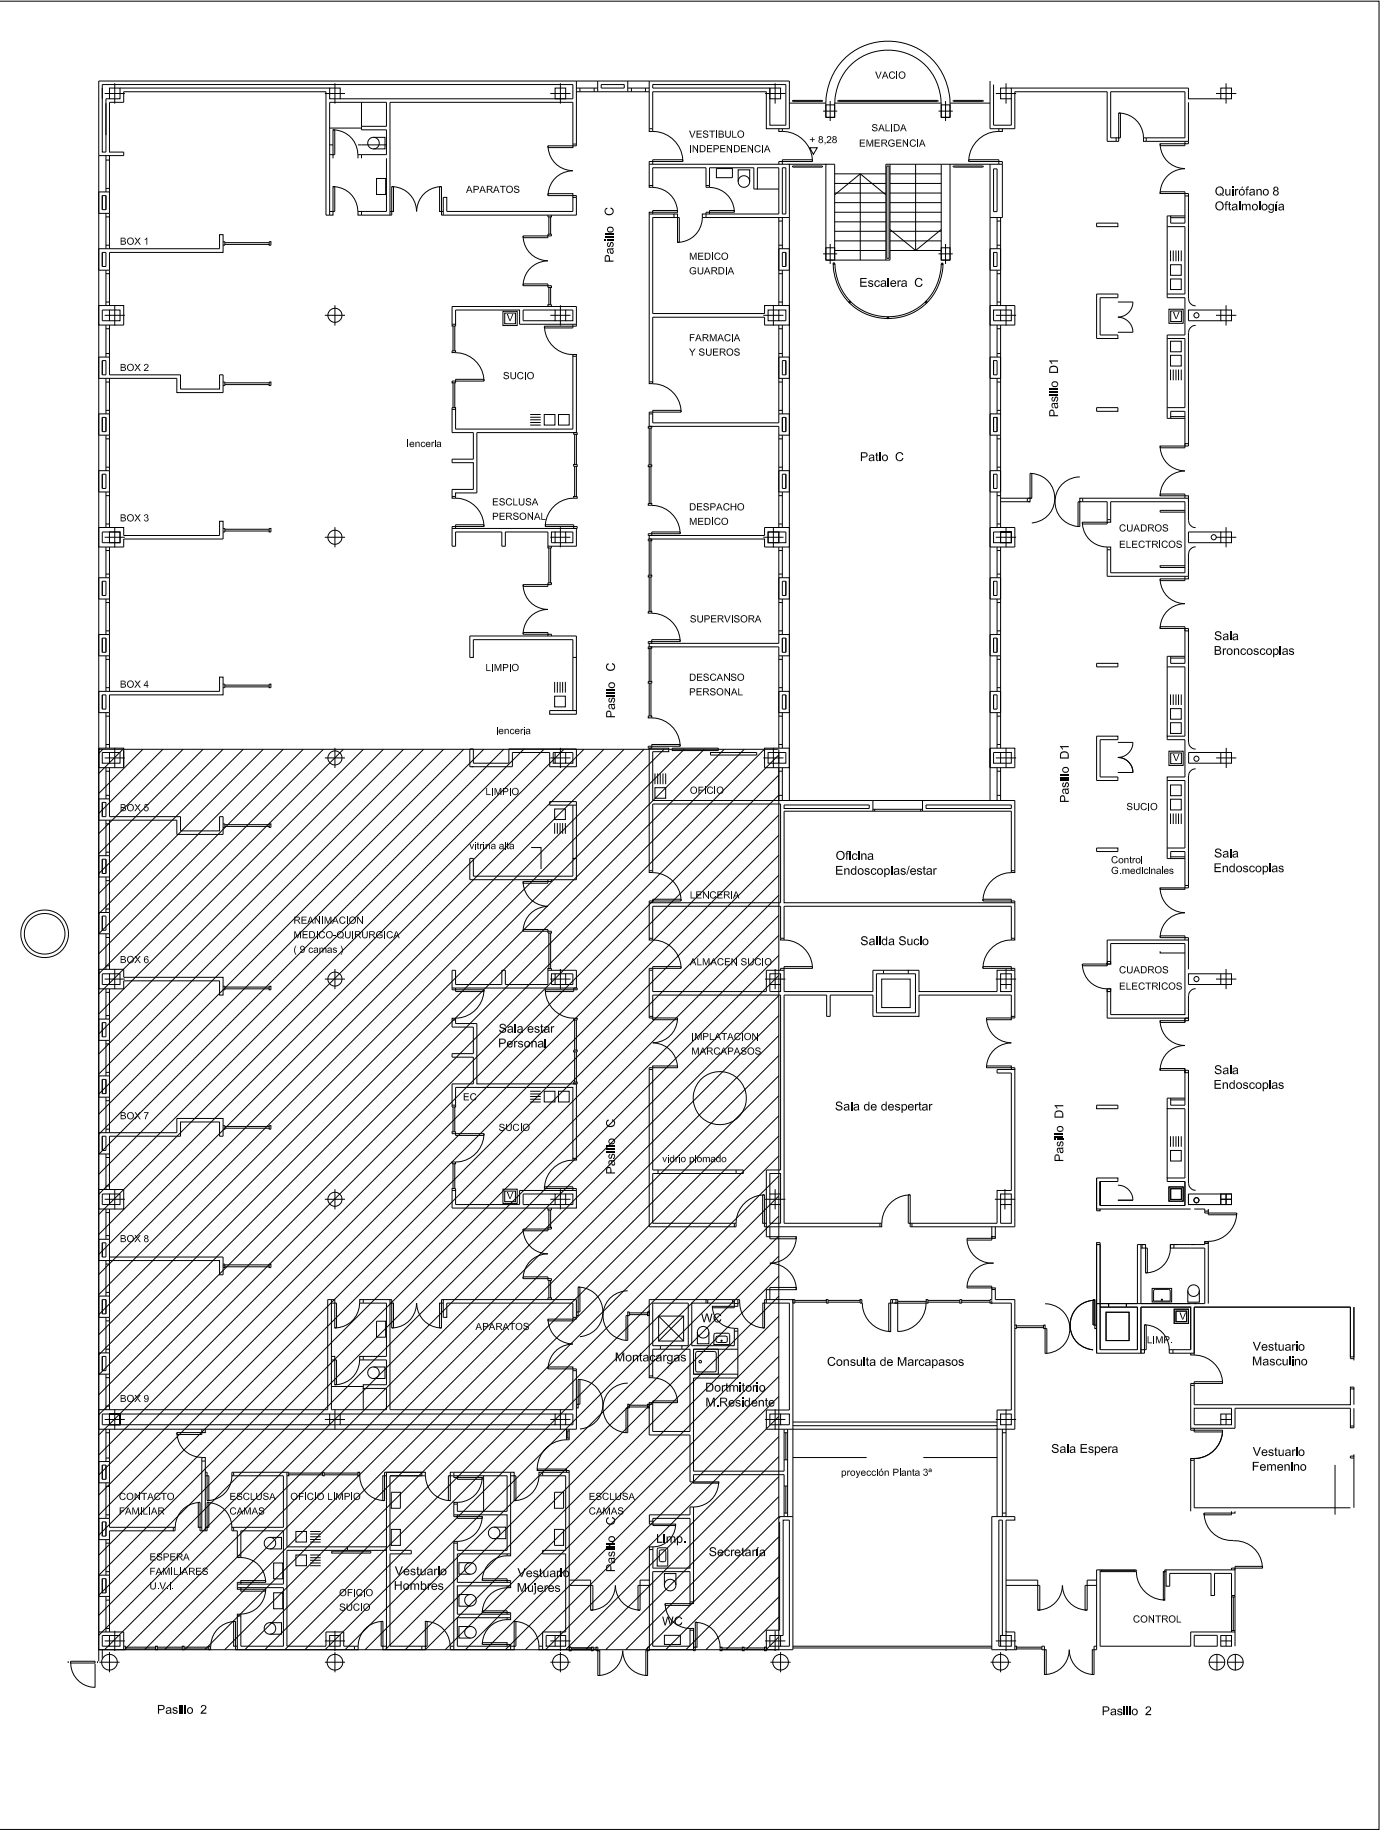 VACIO
SALIDA
EMERGENCIA
+ 8,28
VESTIBULO
INDEPENDENCIA
APARATOS
Pasillo C
Quirófano 8
Oftalmología
BOX 1
MEDICO
GUARDIA
Escalera C
V
FARMACIA
Y SUEROS
V
BOX 2
SUCIO
Pasillo D1
lencería
Patio C
ESCLUSA
PERSONAL
DESPACHO
MEDICO
BOX 3
CUADROS
ELECTRICOS
SUPERVISORA
Sala
Broncoscopias
LIMPIO
Pasillo C
DESCANSO
PERSONAL
BOX 4
lencería
Pasillo D1
V
LIMPIO
OFICIO
BOX 5
SUCIO
vitrina alta
Oficina
Endoscopias/estar
Control
G.medicinales
Sala
Endoscopias
LENCERIA
REANIMACION
MEDICO-QUIRURGICA
( 9 camas )
Salida Sucio
BOX 6
ALMACEN SUCIO
CUADROS
ELECTRICOS
Sala estar
Personal
IMPLATACION
MARCAPASOS
Sala
Endoscopias
EC
Sala de despertar
BOX 7
SUCIO
Pasillo C
Pasillo D1
vidrio plomado
V
BOX 8
APARATOS
WC
V
LIMP.
Montacargas
Consulta de Marcapasos
Vestuario
Masculino
BOX 9
Dortmitorio
M.Residente
Sala Espera
Vestuario
Femenino
proyección Planta 3ª
CONTACTO
FAMILIAR
ESCLUSA
CAMAS
OFICIO LIMPIO
ESCLUSA
CAMAS
Pasillo C
Limp.
Secretaría
ESPERA
FAMILIARES
U.V.I.
OFICIO
SUCIO
Vestuario
Hombres
Vestuario
Mujeres
WC
CONTROL
Pasillo 2
Pasillo 2